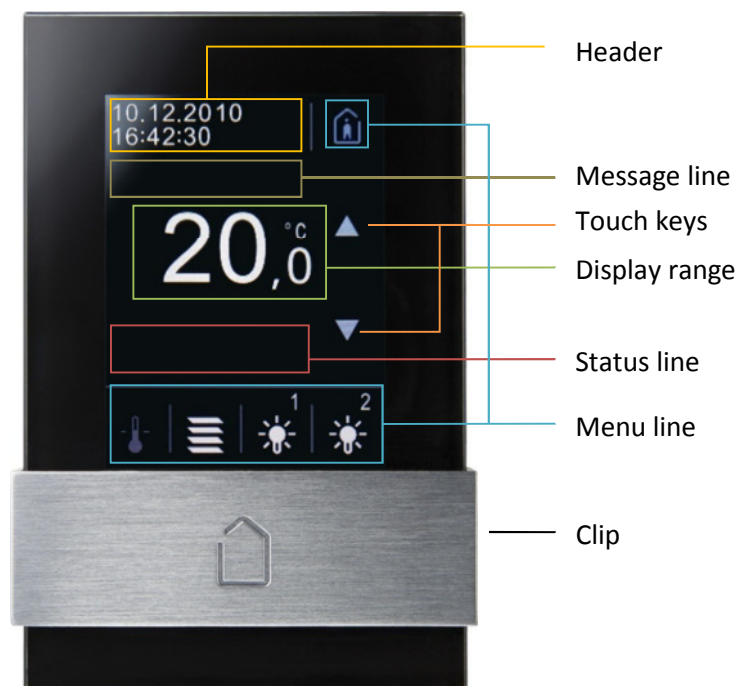 Header
10.12.2010
16:42:30
Message line
Touch keys
20,0 °C
Display range
Status line
Menu line
1
2
Clip